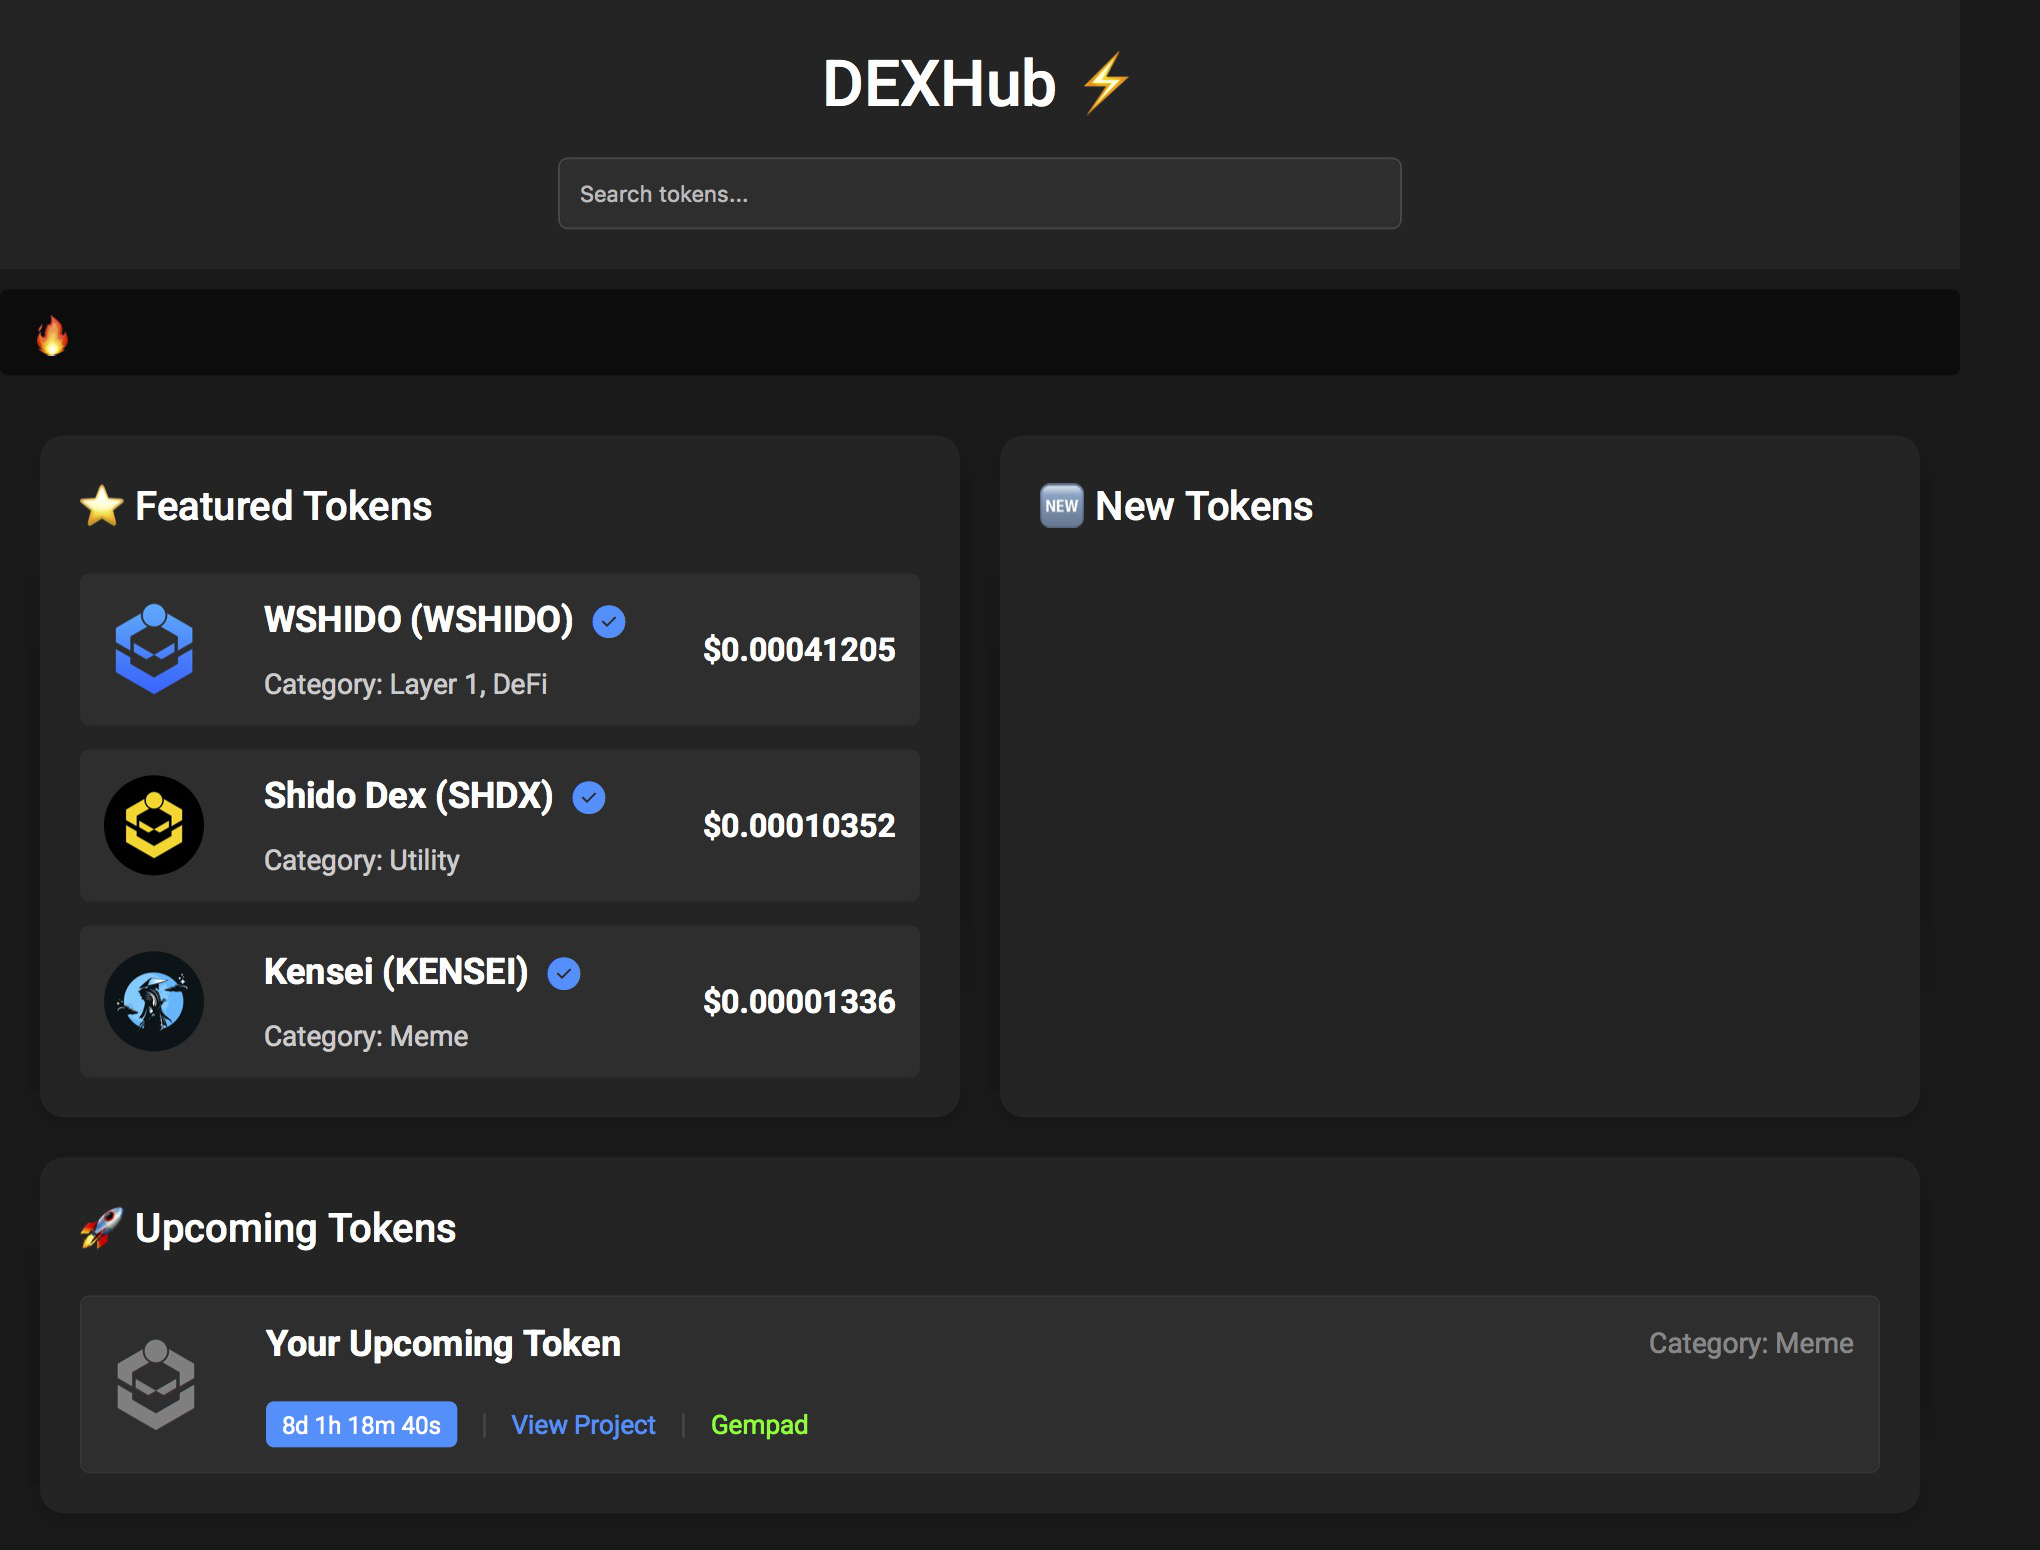 DEXHub ⚡
Search tokens...
🔥
⭐ Featured Tokens
WSHIDO (WSHIDO)
Category: Layer 1, DeFi
$0.00041205
Shido Dex (SHDX)
Category: Utility
$0.00010352
Kensei (KENSEI)
Category: Meme
$0.00001336
🆕 New Tokens
🚀 Upcoming Tokens
Your Upcoming Token
Category: Meme
8d 1h 18m 40s | View Project | Gempad